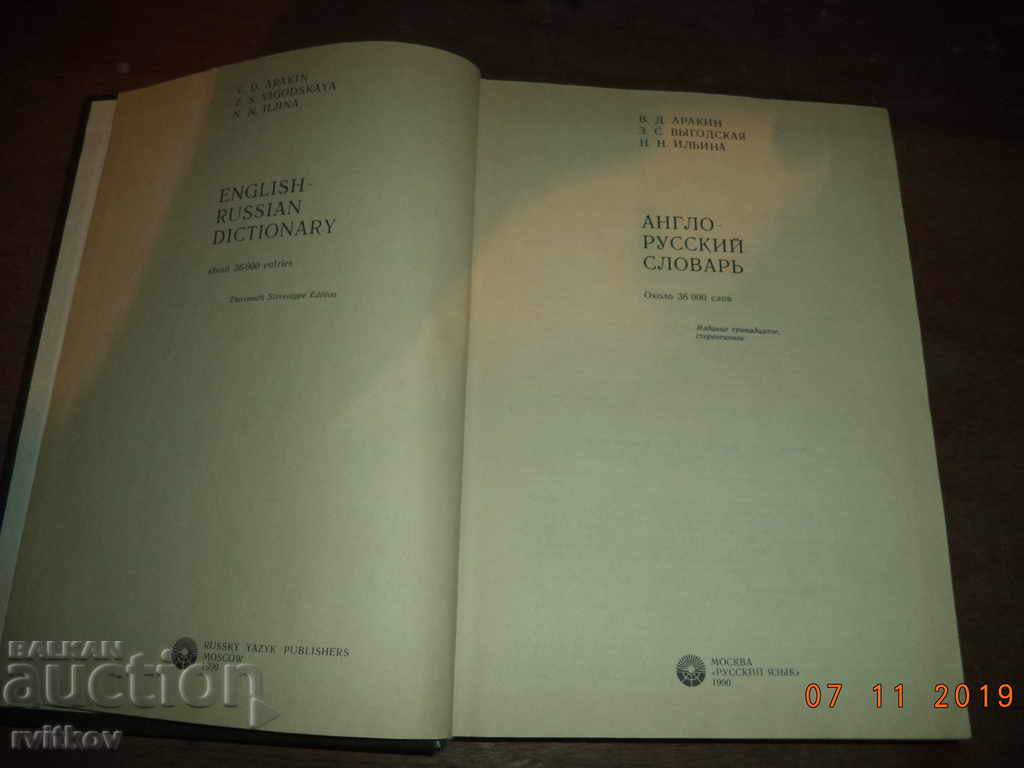 V. D. ARAKIN
Z. S. VIGODSKAYA
N. N. ILJINA
ENGLISH-
RUSSIAN
DICTIONARY
about 36 000 entries
Thirteenth Stereotype Edition
RUSSKY YAZYK PUBLISHERS
MOSCOW
1990
В. Д. АРАКИН
З. С. ВЫГОДСКАЯ
Н. Н. ИЛЬИНА
АНГЛО-
РУССКИЙ
СЛОВАРЬ
Около 36 000 слов
Издание тринадцатое,
стереотипное
МОСКВА
«РУССКИЙ ЯЗЫК»
1990
07 11 2019
BALKAN
auction
rvitkov